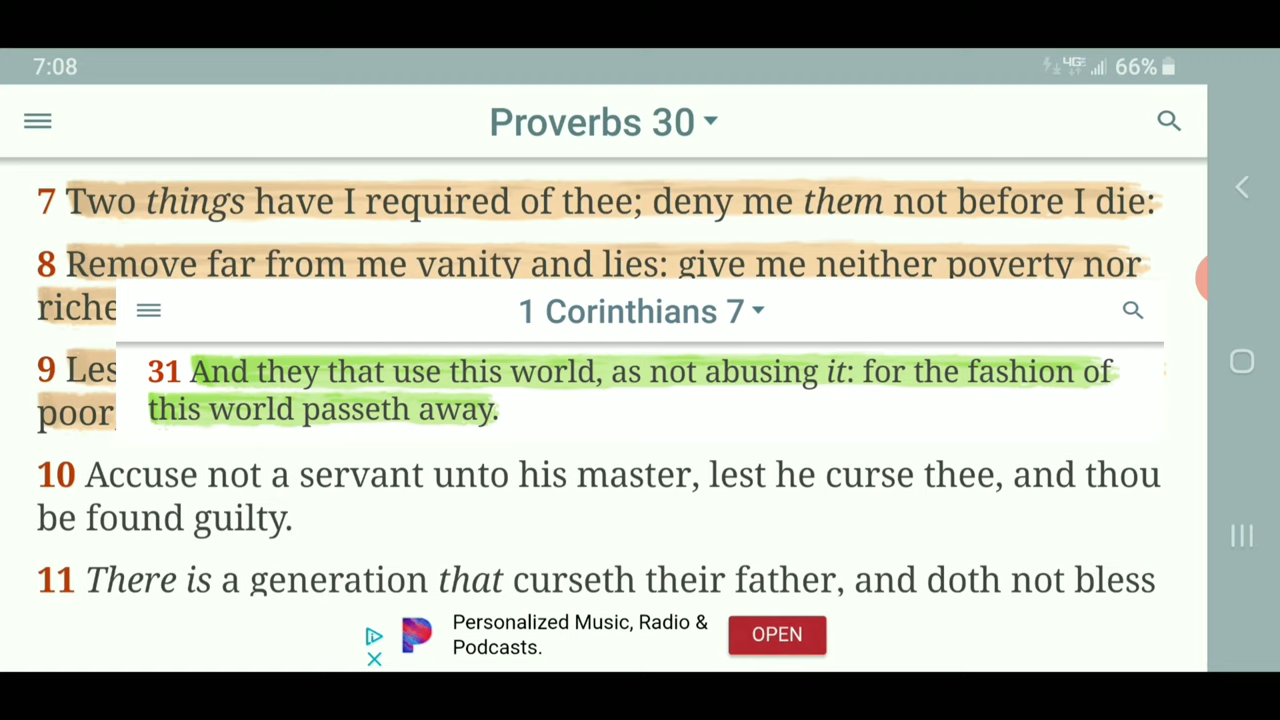 7:08
4GE 66%
Proverbs 30
7 Two things have I required of thee; deny me them not before I die:
8 Remove far from me vanity and lies: give me neither poverty nor
riche
9 Les
poor
1 Corinthians 7
31 And they that use this world, as not abusing it: for the fashion of
this world passeth away.
10 Accuse not a servant unto his master, lest he curse thee, and thou
be found guilty.
11 There is a generation that curseth their father, and doth not bless
Personalized Music, Radio &
Podcasts.
OPEN